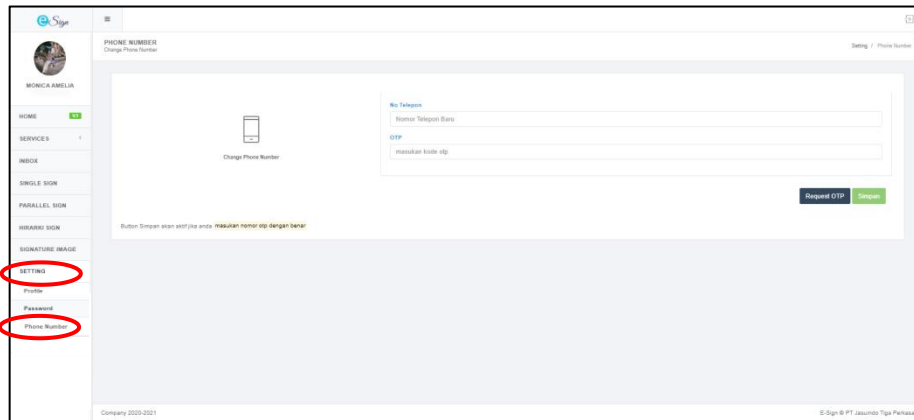 eSign
PHONE NUMBER
Change Phone Number
Setting / Phone Number
MONICA AMELIA
HOME V3
SERVICES
INBOX
SINGLE SIGN
PARALLEL SIGN
HIRARKI SIGN
SIGNATURE IMAGE
SETTING
Profile
Password
Phone Number
Change Phone Number
No Telepon
Nomor Telepon Baru
OTP
masukan kode otp
Request OTP Simpan
Button Simpan akan aktif jika anda masukan nomor otp dengan benar
Company 2020-2021
E-Sign © PT Jasuindo Tiga Perkasa